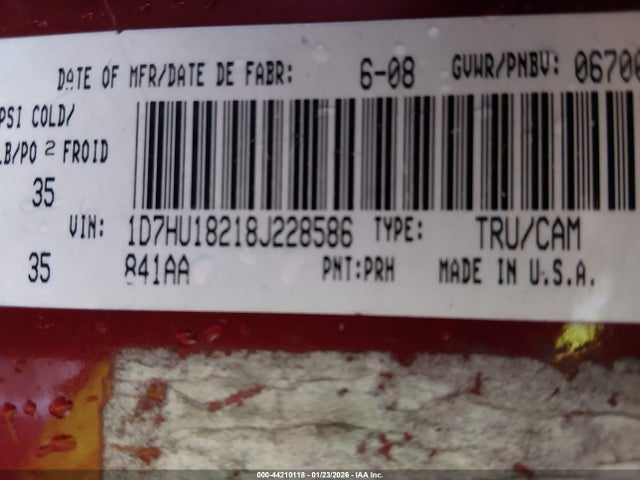 DATE OF MFR/DATE DE FABR: 6-08 GVWR/PNBV: 06700
PSI COLD/
LB/PO 2 FROID
35
VIN: 1D7HU18218J228586 TYPE: TRU/CAM
35 841AA PNT:PRH MADE IN U.S.A.
000-44210118 - 01/23/2026 - IAA Inc.